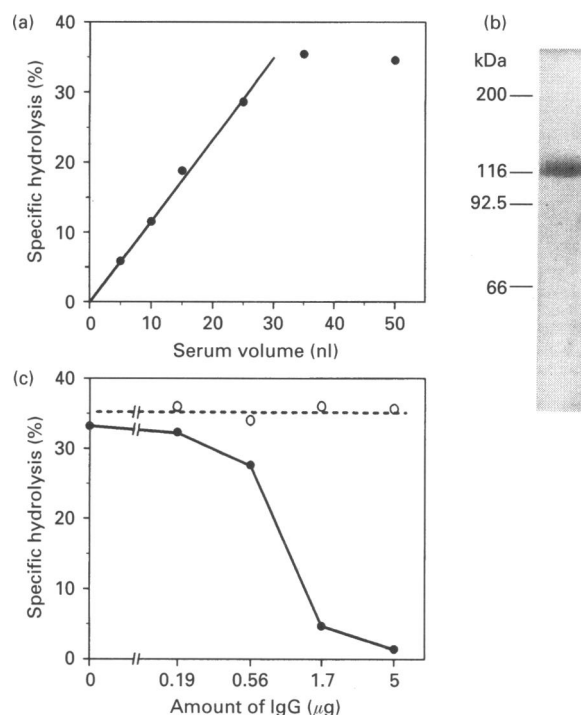 (a)
40
30
20
10
0
Specific hydrolysis (%)
0 10 20 30 40 50
Serum volume (nl)
(b)
kDa
200
116
92.5
66
(c)
40
30
20
10
0
Specific hydrolysis (%)
0 0.19 0.56 1.7 5
Amount of IgG (μg)